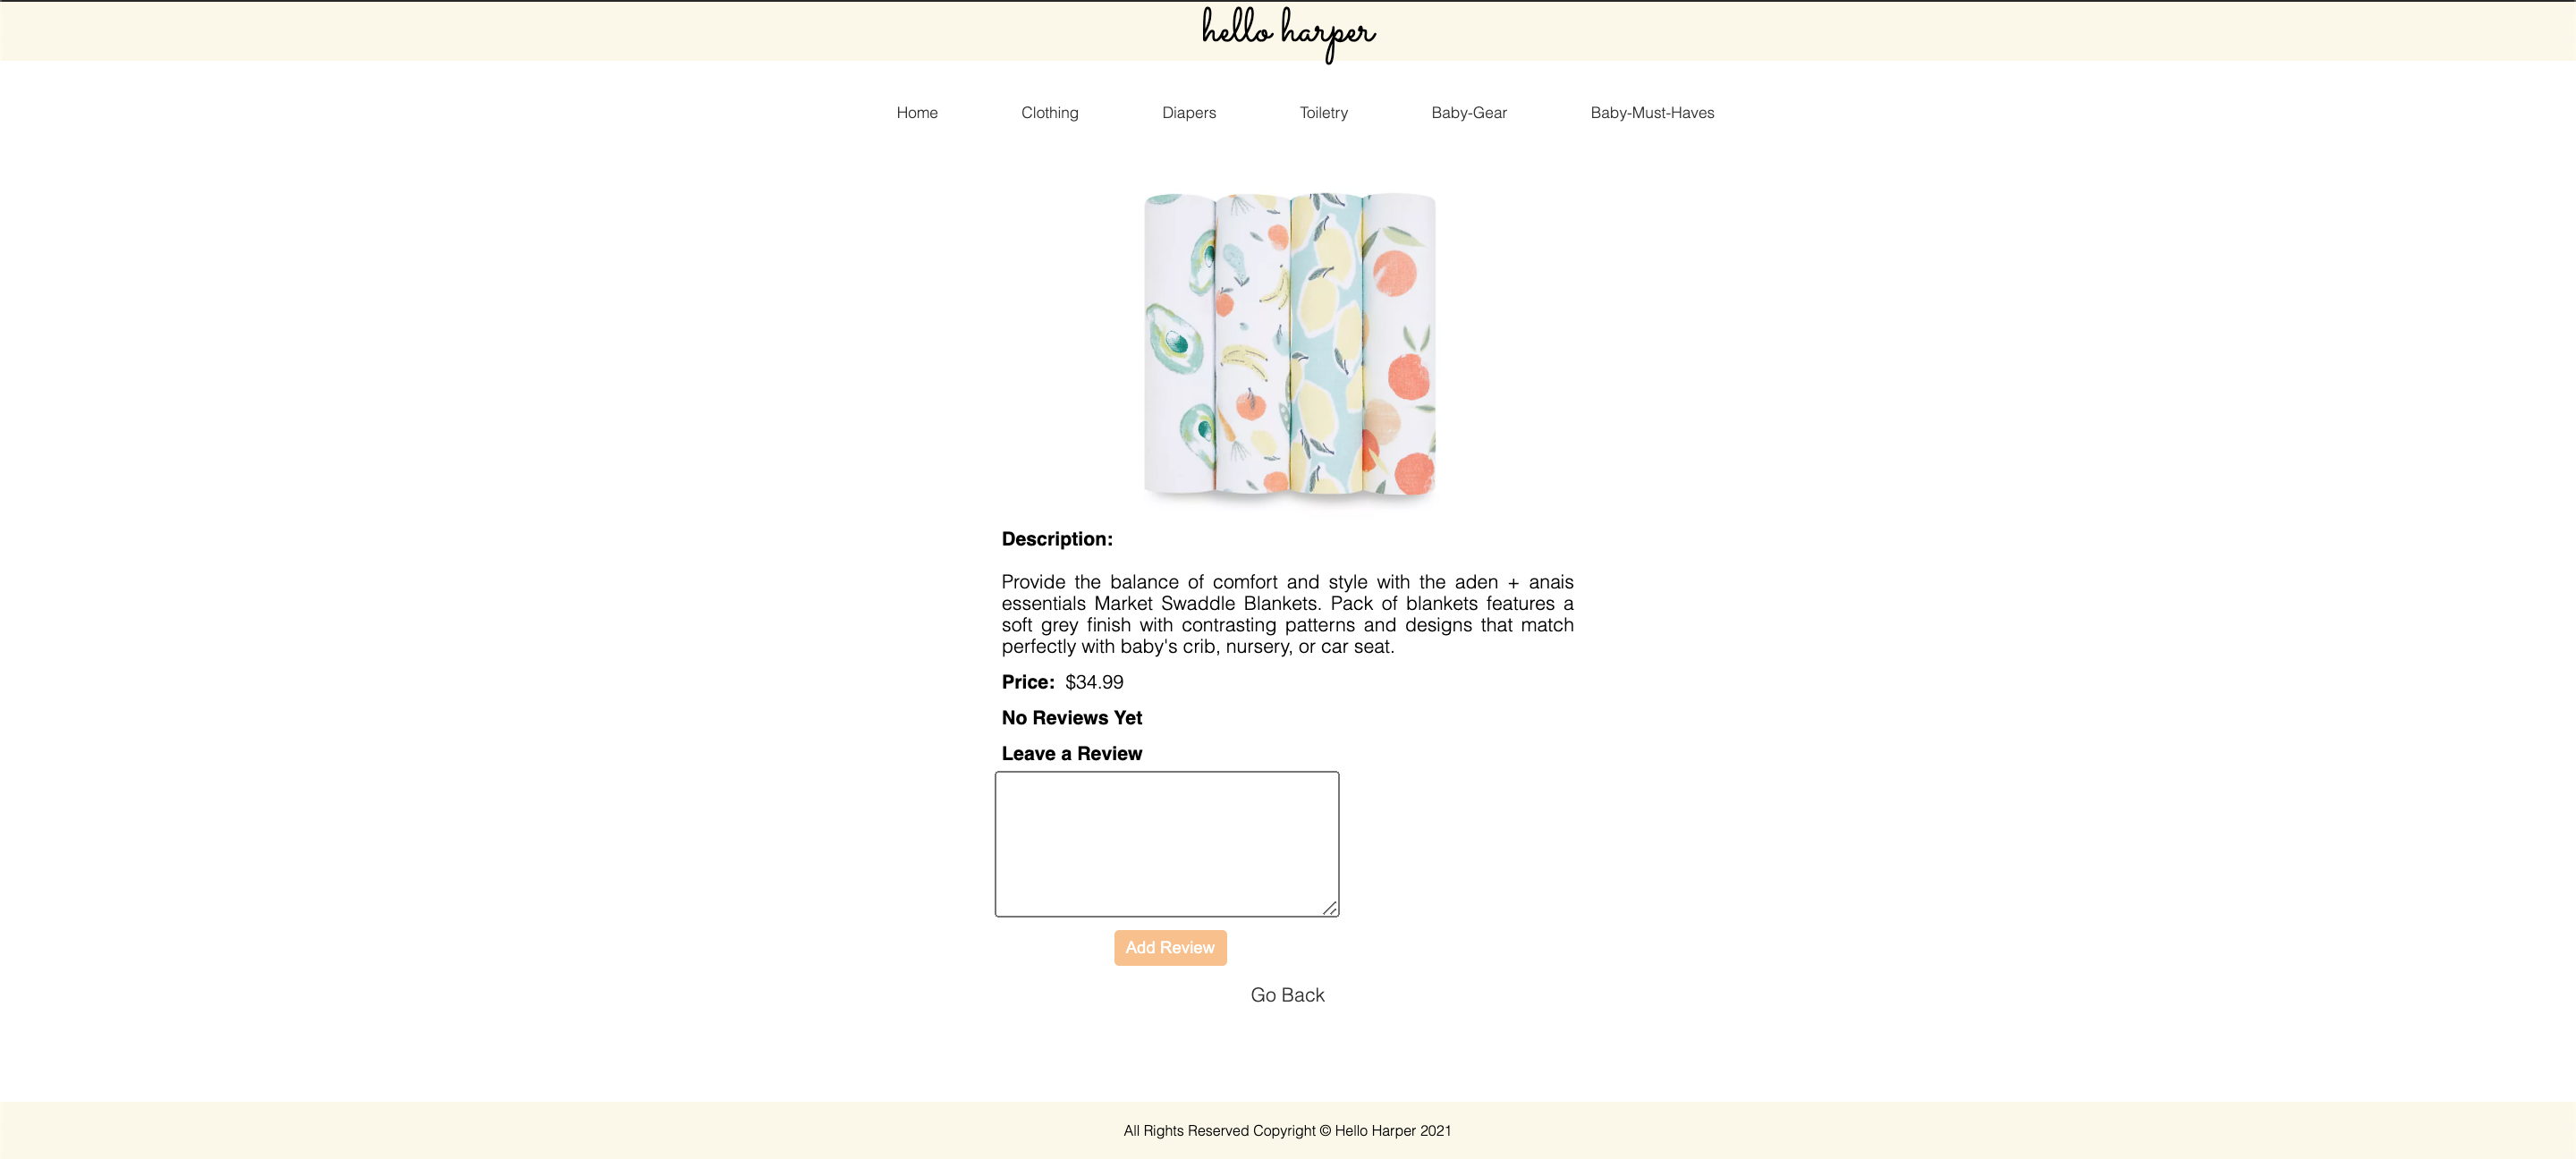 hello harper
Home Clothing Diapers Toiletry Baby-Gear Baby-Must-Haves
Description:
Provide the balance of comfort and style with the aden + anais
essentials Market Swaddle Blankets. Pack of blankets features a
soft grey finish with contrasting patterns and designs that match
perfectly with baby's crib, nursery, or car seat.
Price: $34.99
No Reviews Yet
Leave a Review
Add Review
Go Back
All Rights Reserved Copyright © Hello Harper 2021